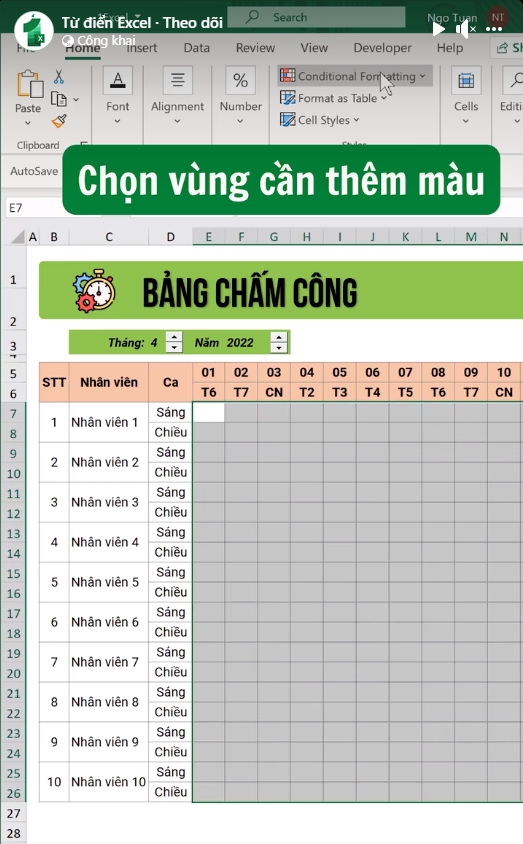 Từ điển Excel · Theo dõi
Công khai
Search
Ngo Tuan NT
Home Insert Data Review View Developer Help
Paste
Font
Alignment
Number
Conditional Formatting
Format as Table
Cell Styles
Cells
Clipboard
AutoSave
Chọn vùng cần thêm màu
E7
A B C D E F G H I J K L M N
1
BẢNG CHẤM CÔNG
2
3 Tháng: 4 Năm 2022
5 STT Nhân viên Ca 01 02 03 04 05 06 07 08 09 10
6 T6 T7 CN T2 T3 T4 T5 T6 T7 CN
7 1 Nhân viên 1 Sáng
8 Chiều
9 2 Nhân viên 2 Sáng
10 Chiều
11 3 Nhân viên 3 Sáng
12 Chiều
13 4 Nhân viên 4 Sáng
14 Chiều
15 5 Nhân viên 5 Sáng
16 Chiều
17 6 Nhân viên 6 Sáng
18 Chiều
19 7 Nhân viên 7 Sáng
20 Chiều
21 8 Nhân viên 8 Sáng
22 Chiều
23 9 Nhân viên 9 Sáng
24 Chiều
25 10 Nhân viên 10 Sáng
26 Chiều
27
28